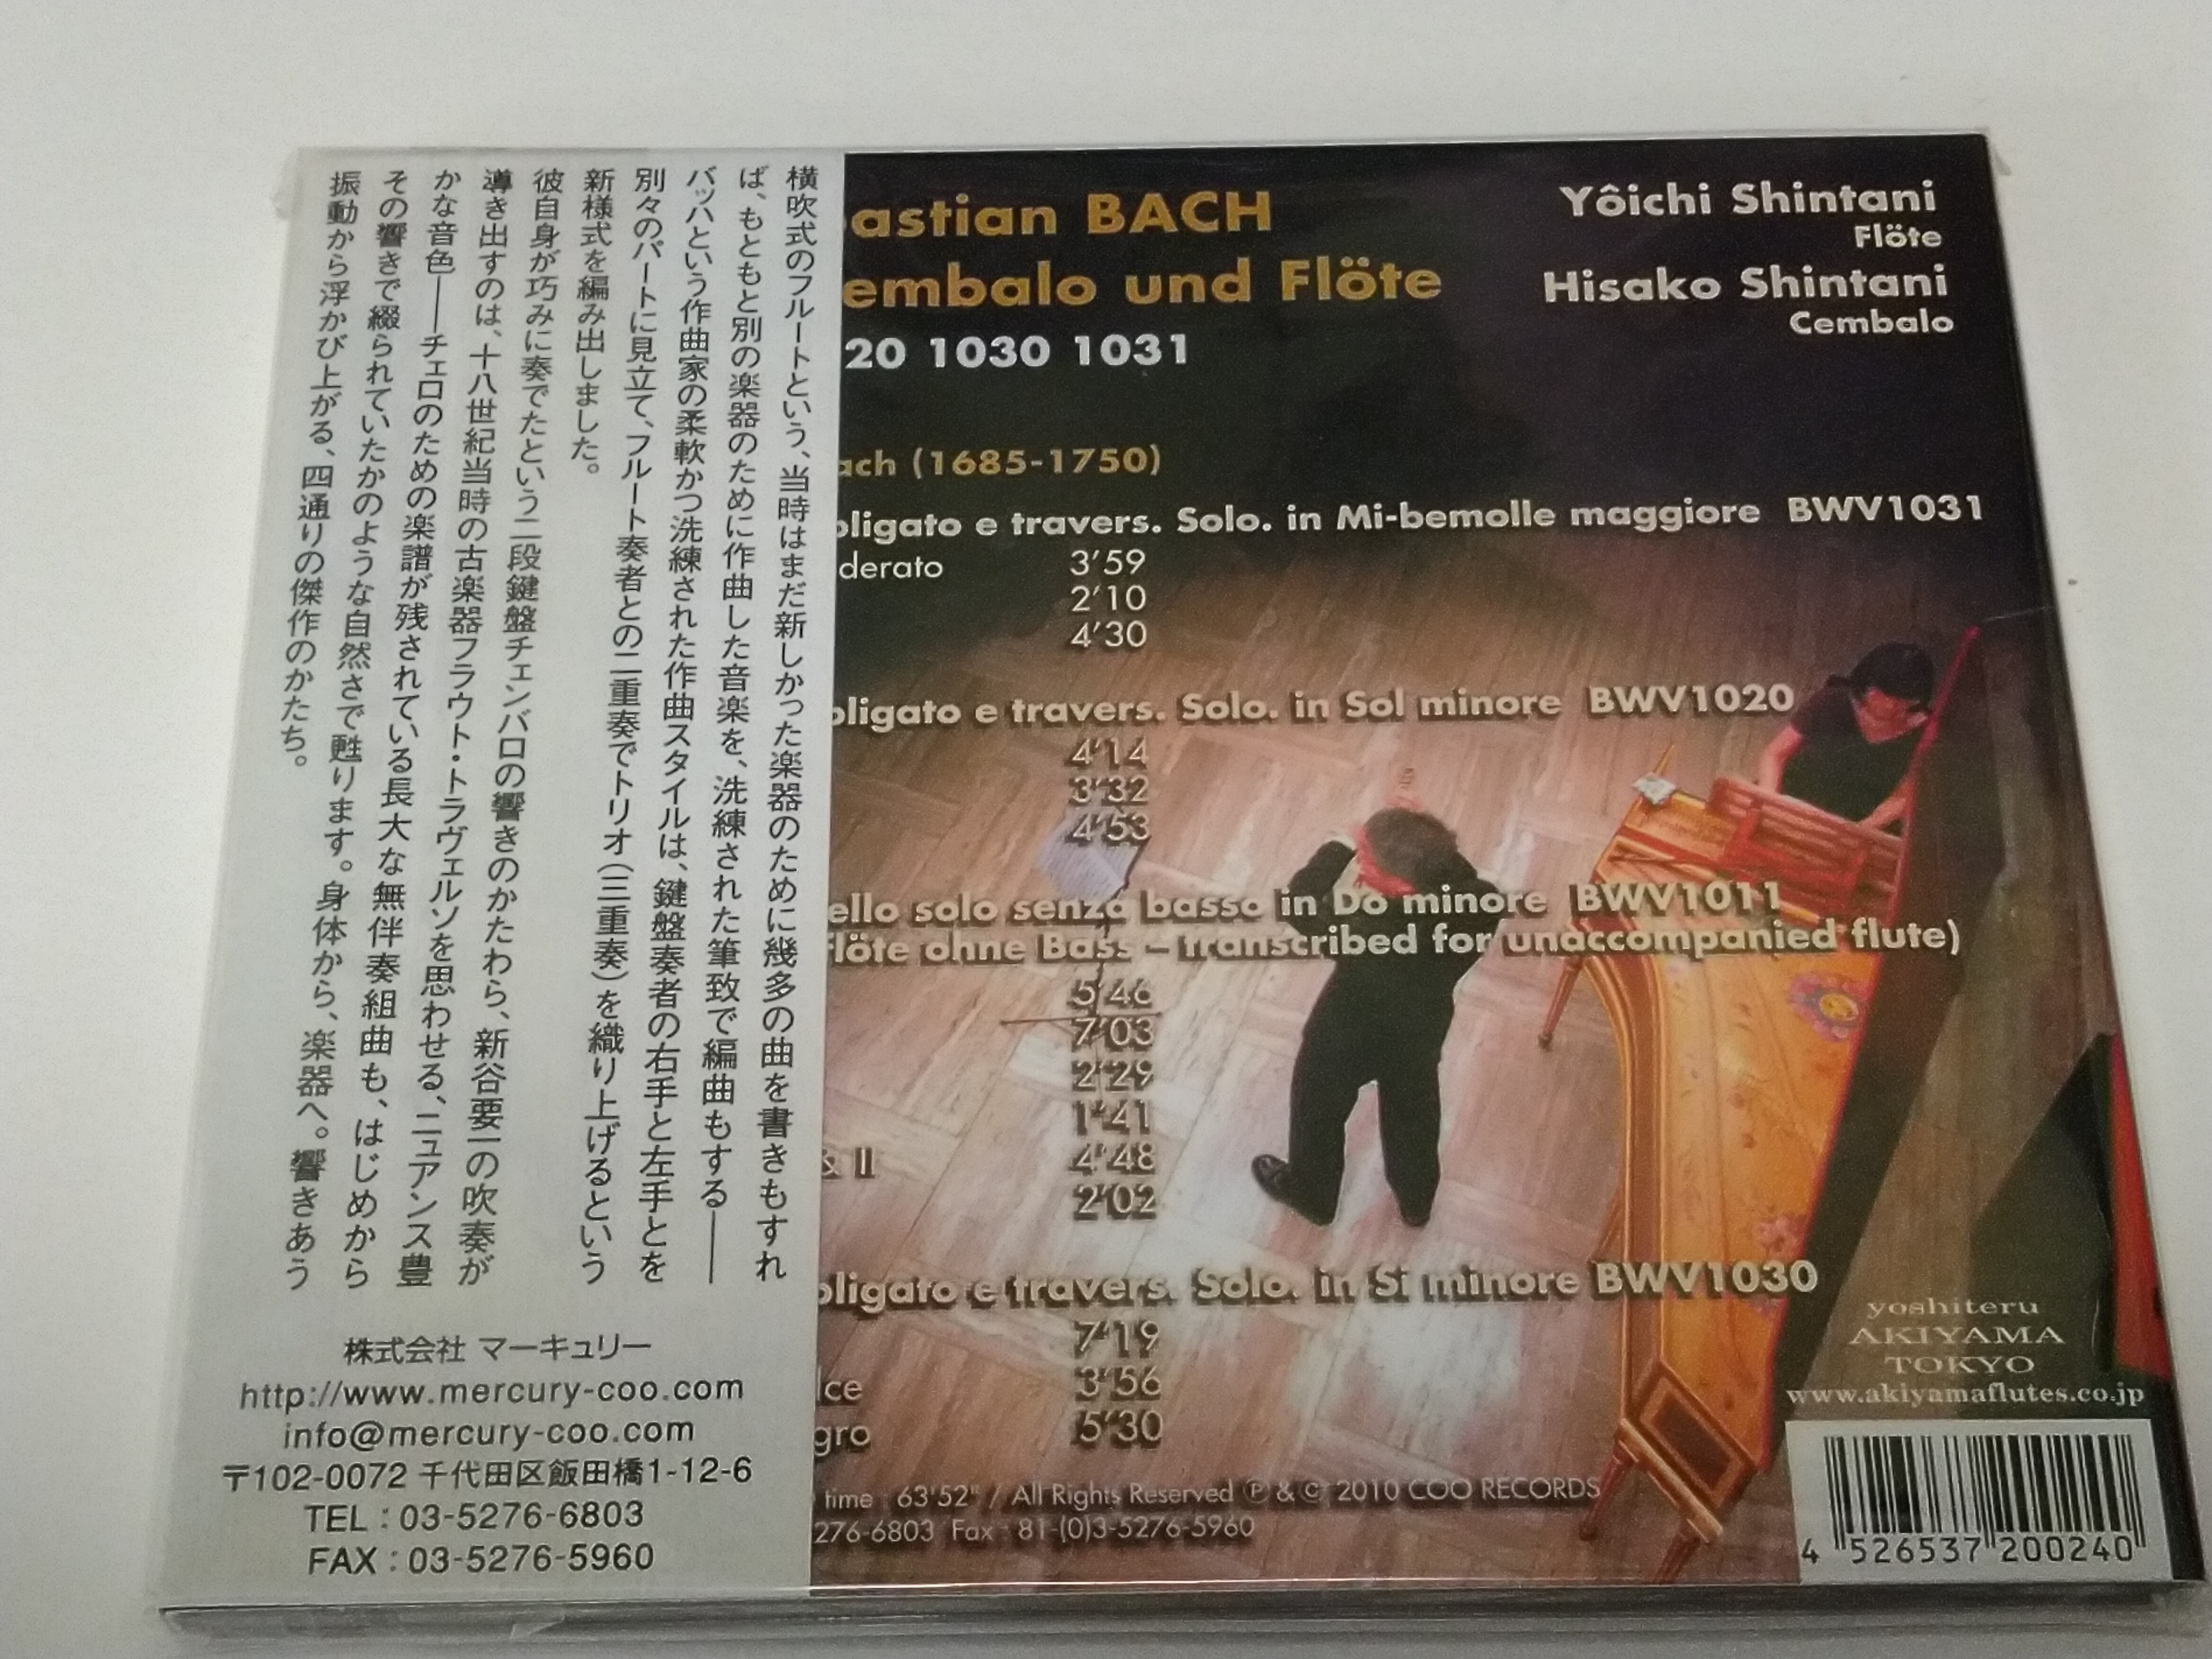 横吹式のフルートという、当時はまだ新しかった楽器のために幾多の曲を書きもすれ
ば、もともと別の楽器のために作曲した音楽を、洗練された筆致で編曲もする――
バッハという作曲家の柔軟かつ洗練された作曲スタイルは、鍵盤奏者の右手と左手とを
別々のパートに見立て、フルート奏者との二重奏でトリオ(三重奏)を織り上げるという
新様式を編み出しました。
彼自身が巧みに奏でたという二段鍵盤チェンバロの響きのかたわら、新谷要一の吹奏が
導き出すのは、十八世紀当時の古楽器フラウト・トラヴェルソを思わせる、ニュアンス豊
かな音色――チェロのための楽譜が残されている長大な無伴奏組曲も、はじめから
その響きで綴られていたかのような自然さで甦ります。身体から、楽器へ。響きあう
振動から浮かび上がる、四通りの傑作のかたち。
株式会社 マーキュリー
http://www.mercury-coo.com
info@mercury-coo.com
〒102-0072 千代田区飯田橋1-12-6
TEL : 03-5276-6803
FAX : 03-5276-5960
astian BACH
embalo und Flöte
20 1030 1031
Yôichi Shintani
Flöte
Hisako Shintani
Cembalo
ach (1685-1750)
bligato e travers. Solo. in Mi-bemolle maggiore BWV1031
derato 3'59
2'10
4'30
bligato e travers. Solo. in Sol minore BWV1020
4'14
3'32
4'53
ello solo senza basso in Do minore BWV1011
Flöte ohne Bass – transcribed for unaccompanied flute)
5'46
7'03
2'29
1'41
& II 4'48
2'02
bligato e travers. Solo. in Si minore BWV1030
7'19
lce 3'56
gro 5'30
time : 63'52" / All Rights Reserved Ⓟ & © 2010 COO RECORDS
276-6803 Fax : 81-(0)3-5276-5960
yoshiteru
AKIYAMA
TOKYO
www.akiyamaflutes.co.jp
4 526537 200240